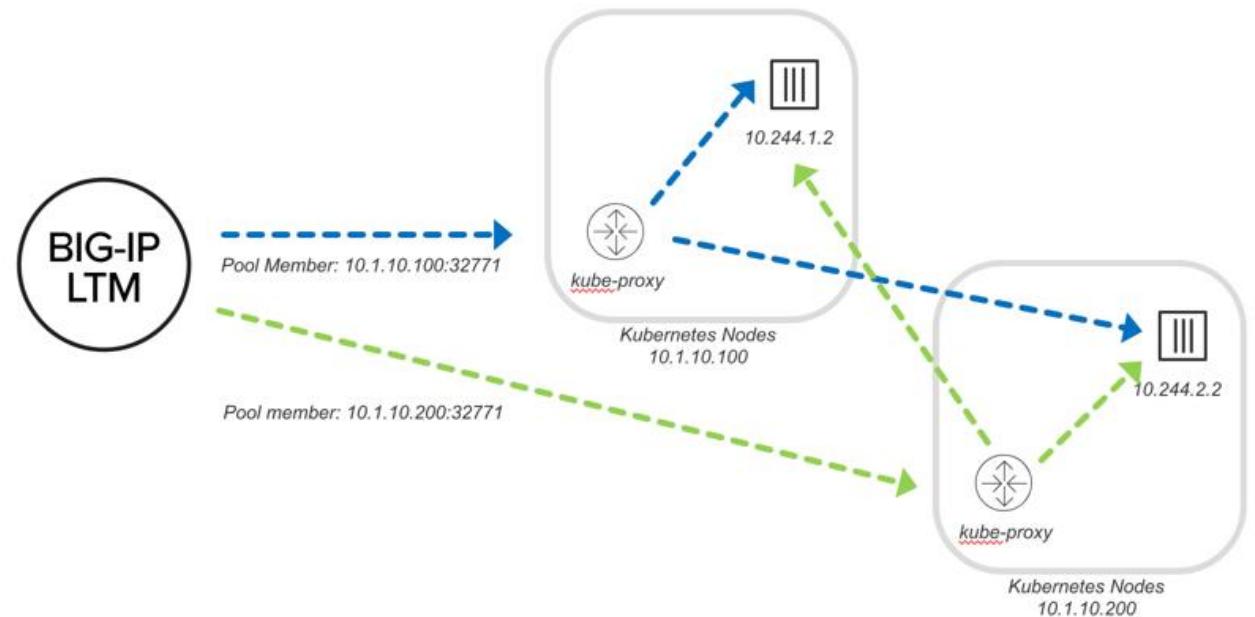 BIG-IP
LTM
Pool Member: 10.1.10.100:32771
Pool member: 10.1.10.200:32771
10.244.1.2
kube-proxy
Kubernetes Nodes
10.1.10.100
10.244.2.2
kube-proxy
Kubernetes Nodes
10.1.10.200